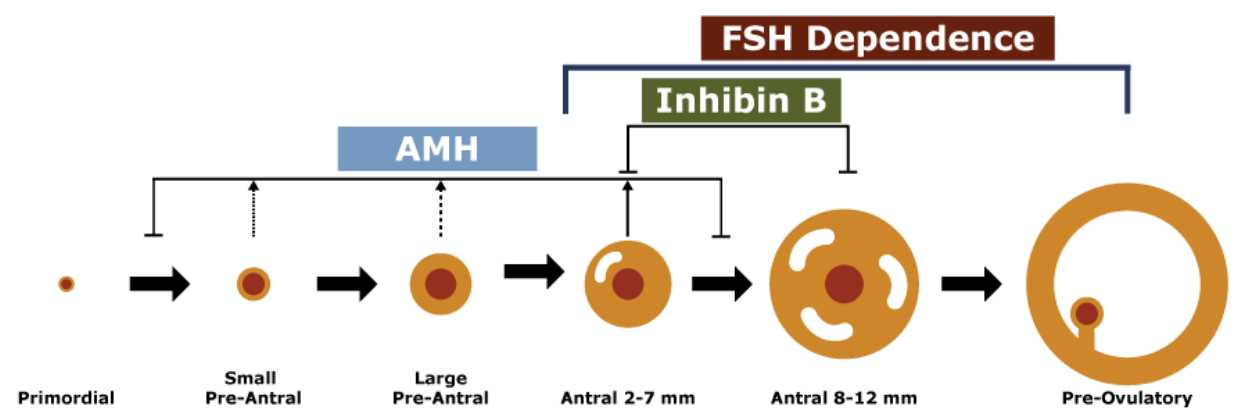 FSH Dependence
Inhibin B
AMH
Primordial
Small
Pre-Antral
Large
Pre-Antral
Antral 2-7 mm
Antral 8-12 mm
Pre-Ovulatory